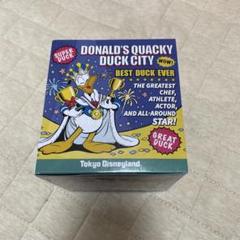 SUPER
DUCK
DONALD'S QUACKY
DUCK CITY
WOW!
BEST DUCK EVER
THE GREATEST
CHEF,
ATHLETE,
ACTOR,
AND ALL-AROUND
STAR!
GREAT
DUCK
Tokyo Disneyland